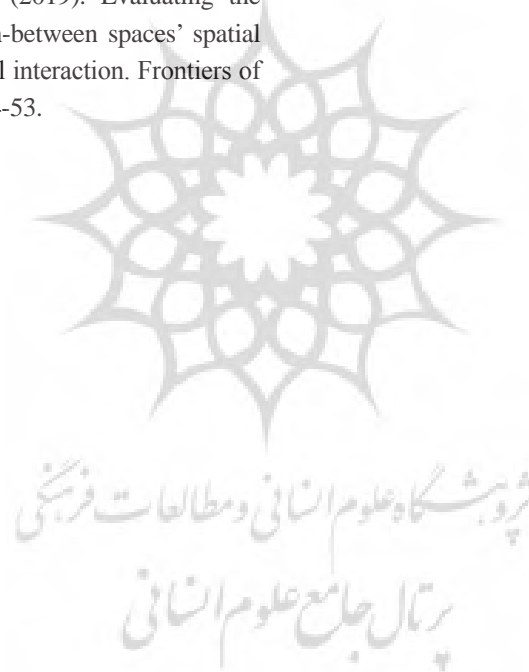 (2019). Evaluating the
-between spaces’ spatial
l interaction. Frontiers of
-53.
پژوهشگاه علوم انسانی و مطالعات فرهنگی
پرتال جامع علوم انسانی